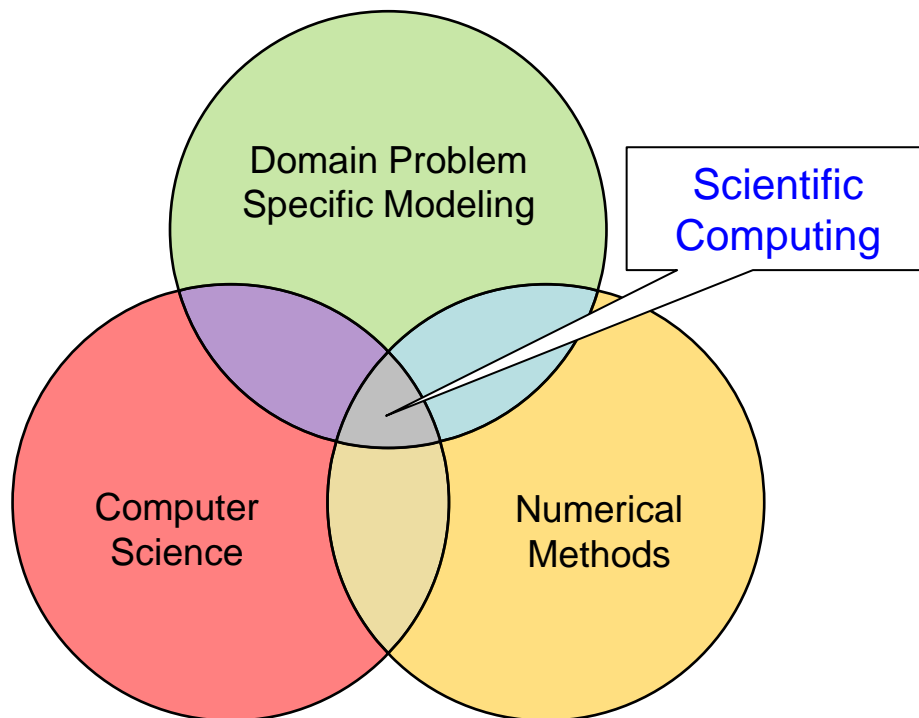 Domain Problem
Specific Modeling
Scientific
Computing
Computer
Science
Numerical
Methods